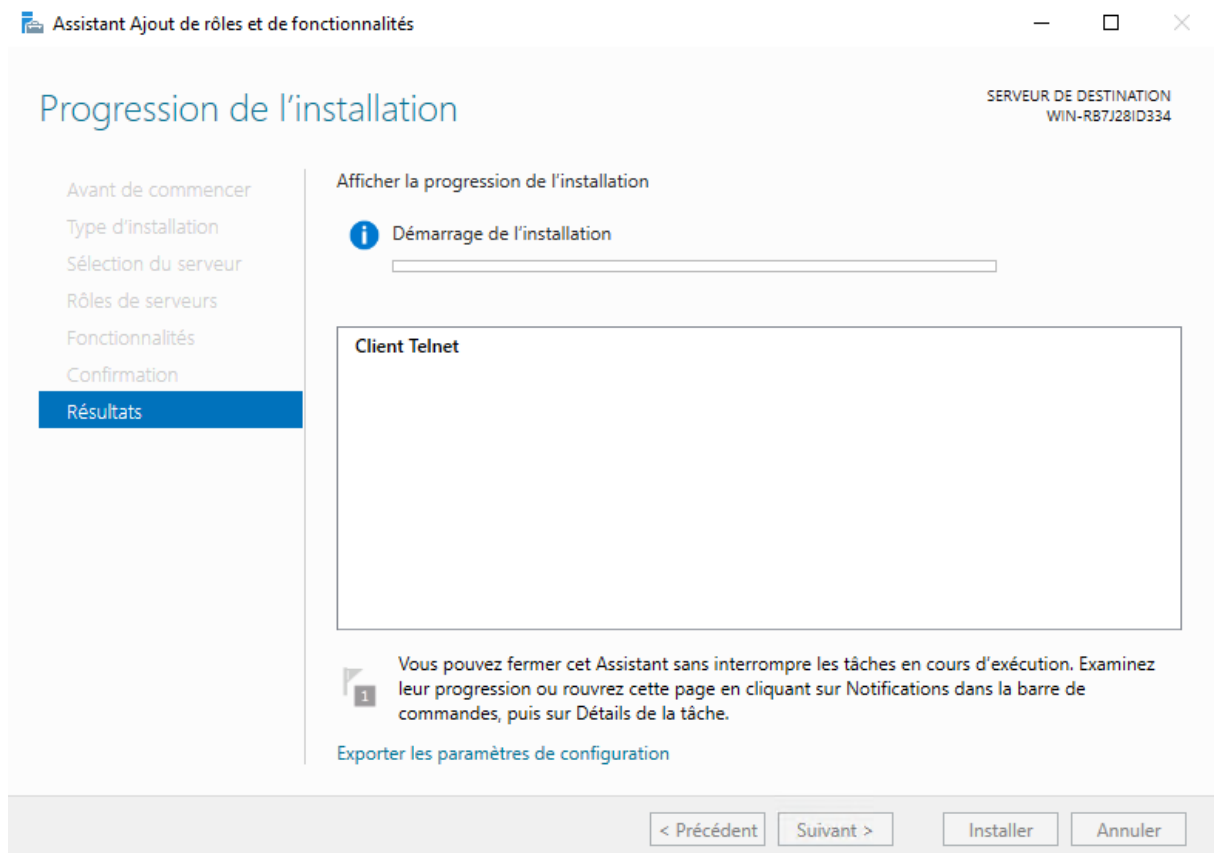 Assistant Ajout de rôles et de fonctionnalités
Progression de l'installation
SERVEUR DE DESTINATION
WIN-RB7J28ID334
Avant de commencer
Type d'installation
Sélection du serveur
Rôles de serveurs
Fonctionnalités
Confirmation
Résultats
Afficher la progression de l'installation
Démarrage de l'installation
Client Telnet
1
Vous pouvez fermer cet Assistant sans interrompre les tâches en cours d'exécution. Examinez
leur progression ou rouvrez cette page en cliquant sur Notifications dans la barre de
commandes, puis sur Détails de la tâche.
Exporter les paramètres de configuration
< Précédent
Suivant >
Installer
Annuler